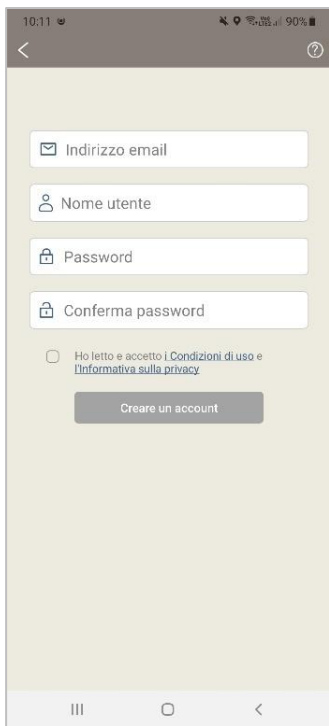 10:11
90%
Indirizzo email
Nome utente
Password
Conferma password
Ho letto e accetto i Condizioni di uso e
l'Informativa sulla privacy
Creare un account